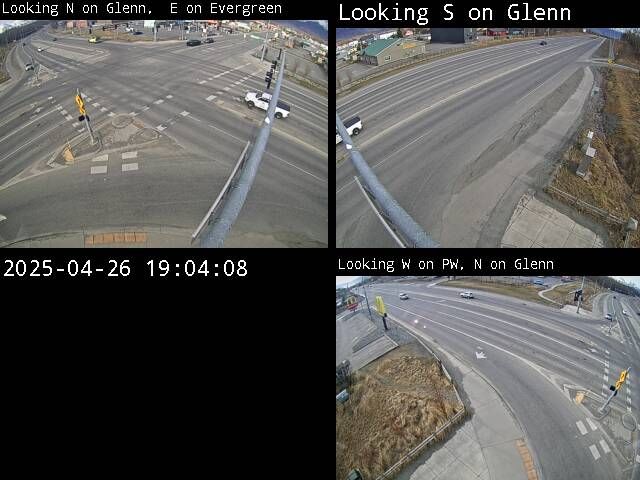 Looking N on Glenn,  E on Evergreen
Looking S on Glenn
2025-04-26 19:04:08
Looking W on PW, N on Glenn